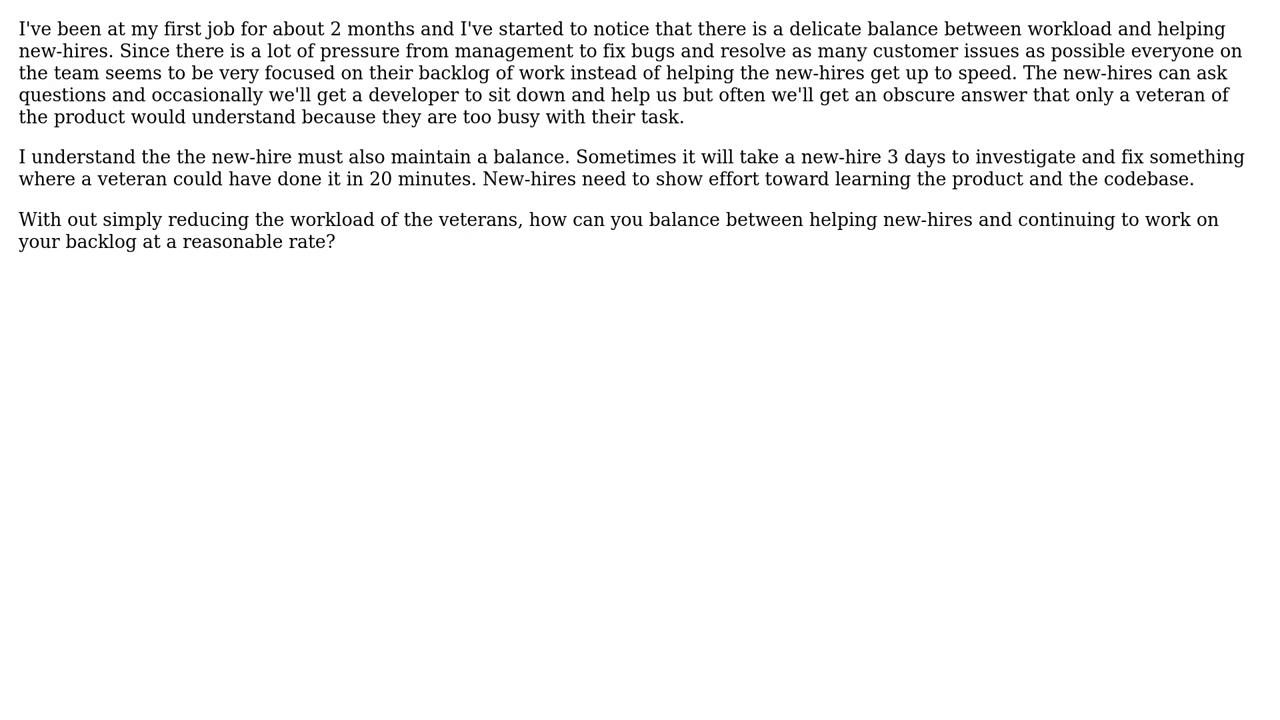 I've been at my first job for about 2 months and I've started to notice that there is a delicate balance between workload and helping
new-hires. Since there is a lot of pressure from management to fix bugs and resolve as many customer issues as possible everyone on
the team seems to be very focused on their backlog of work instead of helping the new-hires get up to speed. The new-hires can ask
questions and occasionally we'll get a developer to sit down and help us but often we'll get an obscure answer that only a veteran of
the product would understand because they are too busy with their task.
I understand the the new-hire must also maintain a balance. Sometimes it will take a new-hire 3 days to investigate and fix something
where a veteran could have done it in 20 minutes. New-hires need to show effort toward learning the product and the codebase.
With out simply reducing the workload of the veterans, how can you balance between helping new-hires and continuing to work on
your backlog at a reasonable rate?